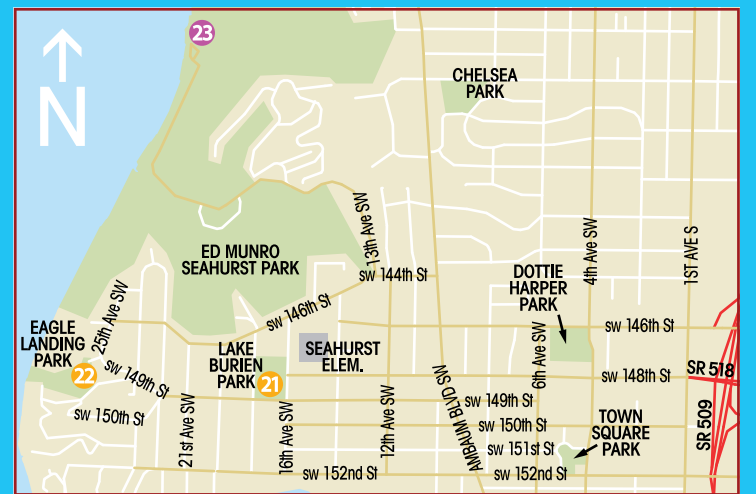 23
N
CHELSEA
PARK
13th Ave SW
ED MUNRO
SEAHURST PARK
sw 144th St
4th Ave SW
1ST AVE S
DOTTIE
HARPER
PARK
25th Ave SW
sw 146th St
sw 146th St
EAGLE
LANDING
PARK
22
sw 149th St
LAKE
BURIEN
PARK
21
SEAHURST
ELEM.
6th Ave SW
sw 148th St
SR 518
sw 150th St
21st Ave SW
16th Ave SW
12th Ave SW
AMBAUM BLVD SW
sw 149th St
sw 150th St
sw 151st St
sw 152nd St
sw 152nd St
TOWN
SQUARE
PARK
SR 509